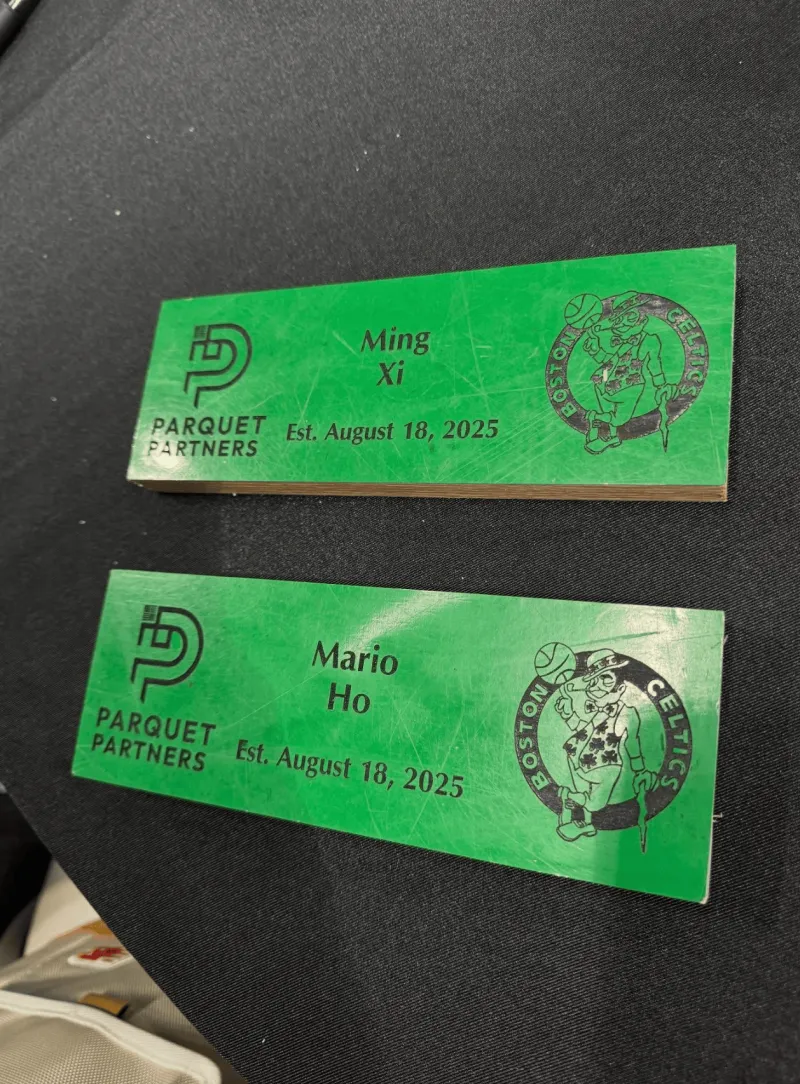 Ming
Xi
PARQUET
PARTNERS
Est. August 18, 2025
BOSTON CELTICS
Mario
Ho
PARQUET
PARTNERS
Est. August 18, 2025
BOSTON CELTICS